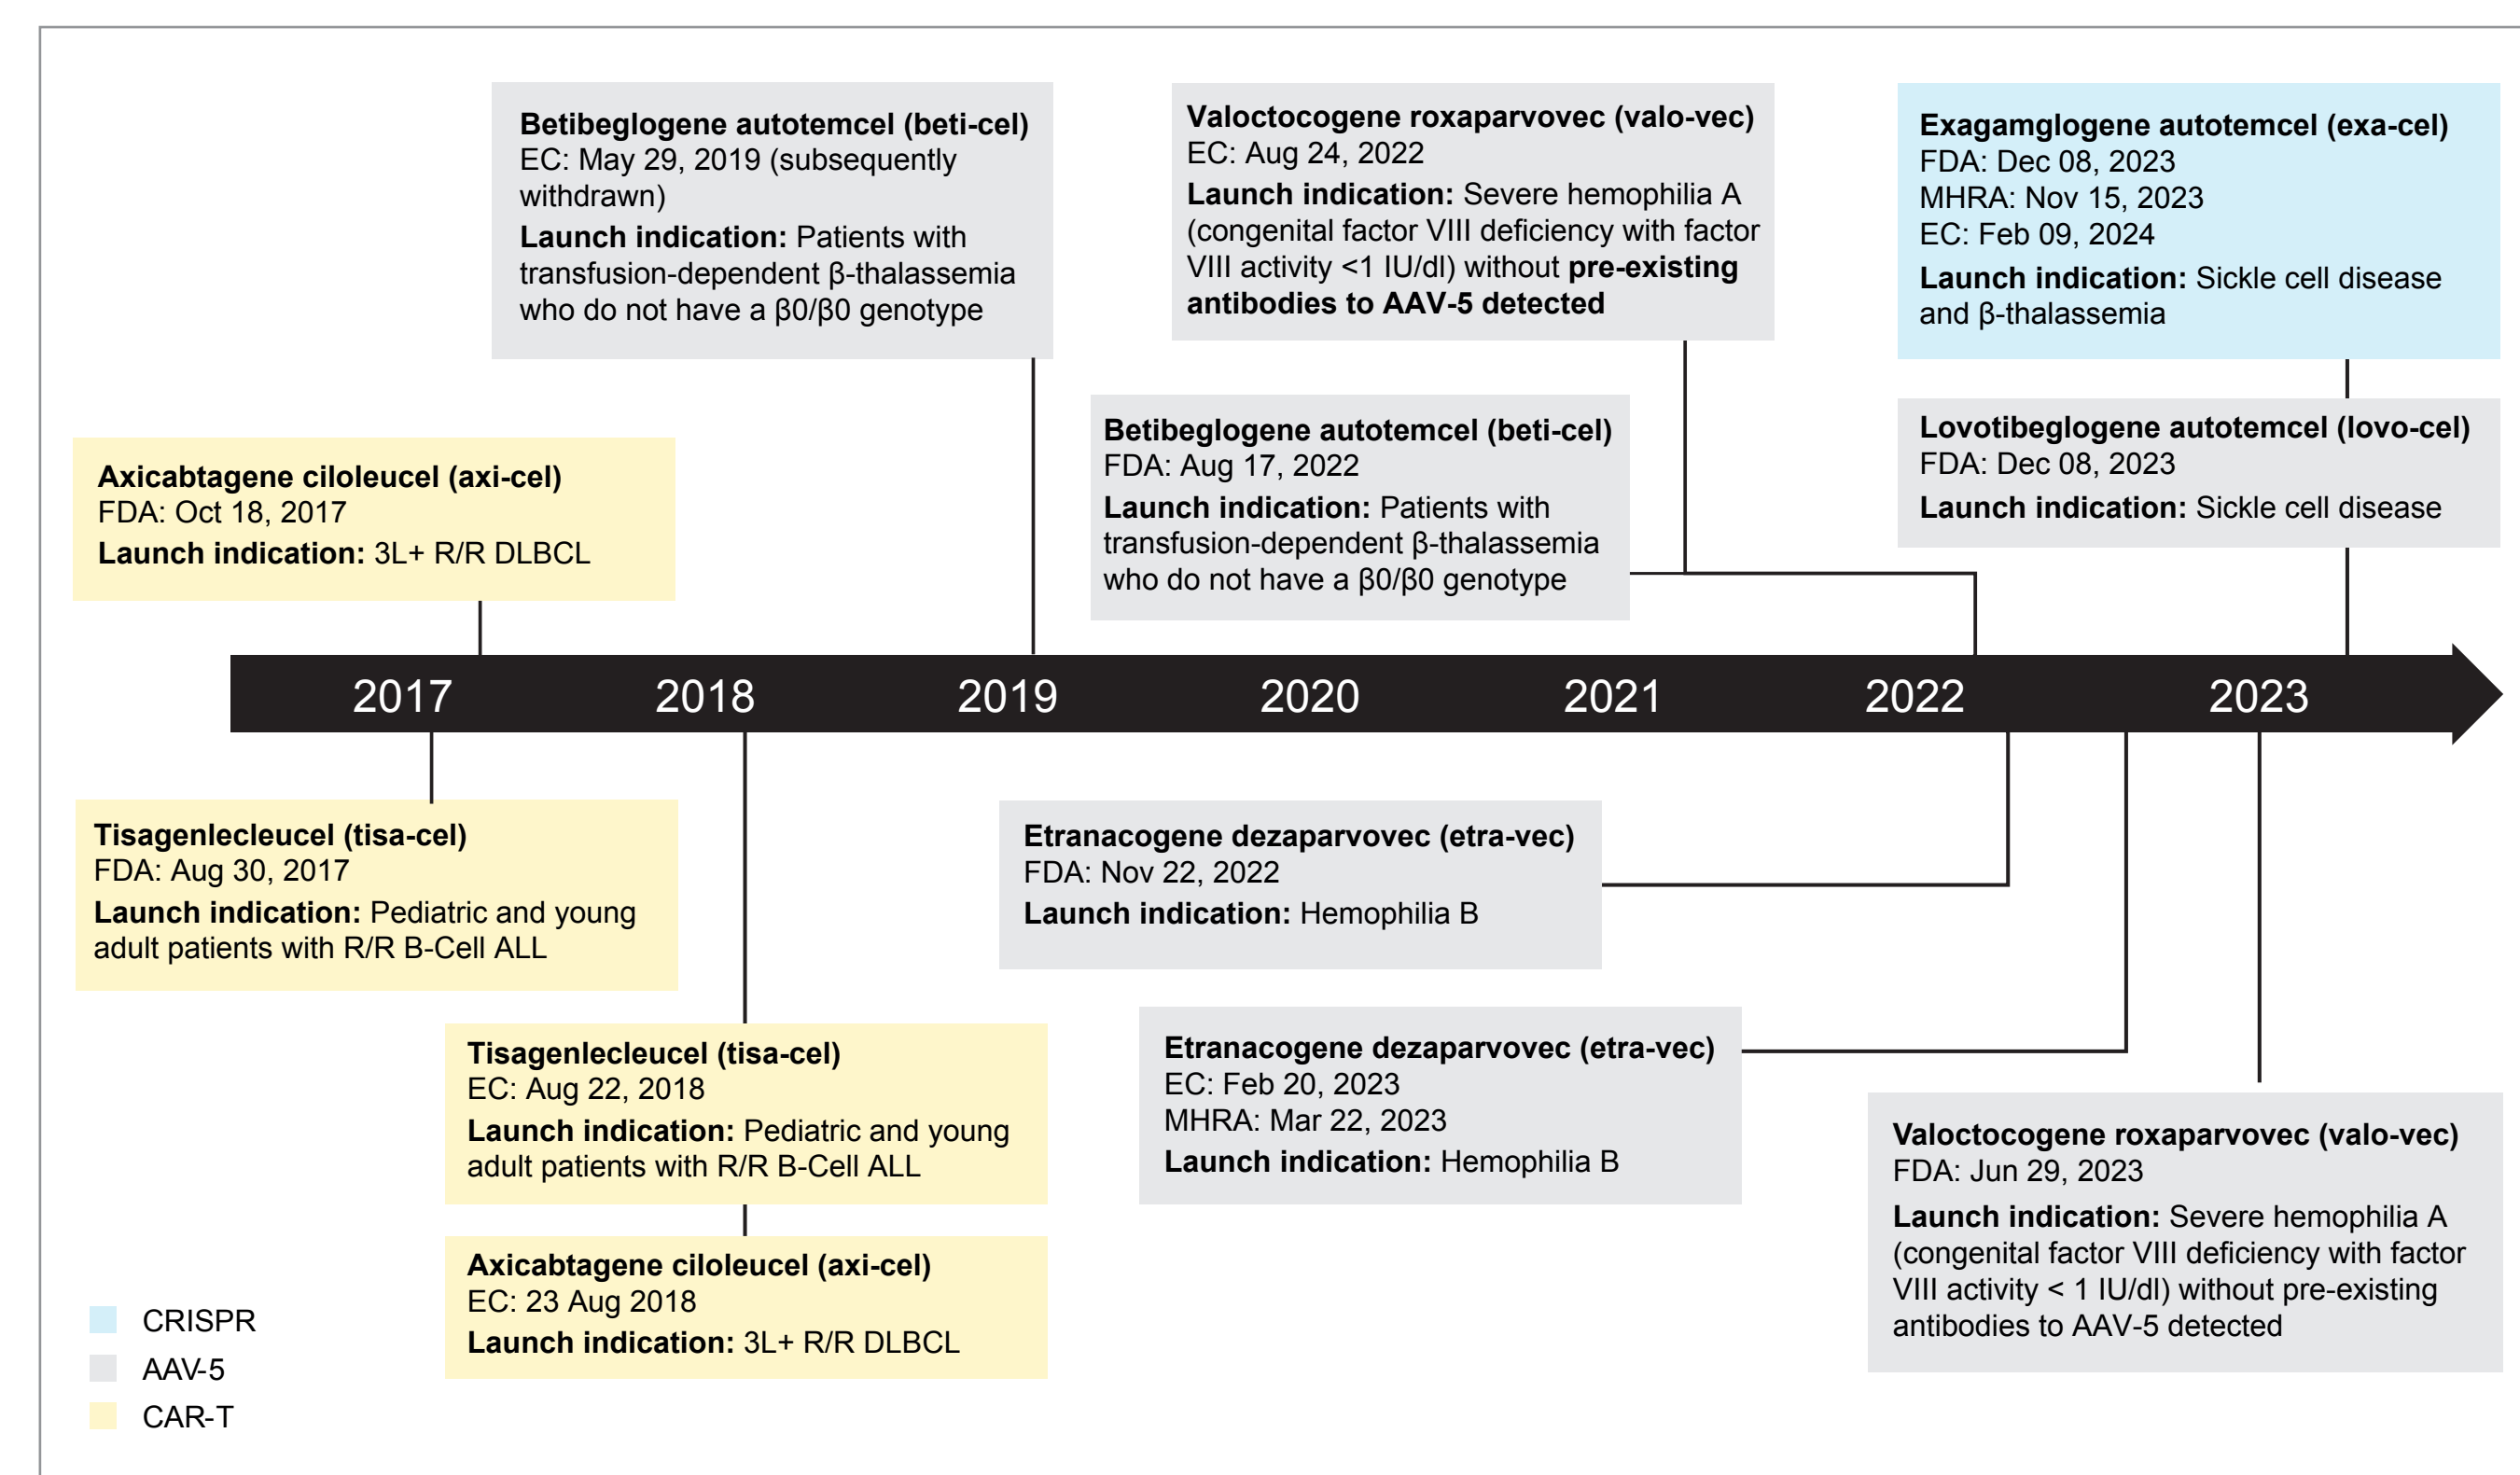 Betibeglogene autotemcel (beti-cel)
EC: May 29, 2019 (subsequently
withdrawn)
Launch indication: Patients with
transfusion-dependent β-thalassemia
who do not have a β0/β0 genotype
Valoctocogene roxaparvovec (valo-vec)
EC: Aug 24, 2022
Launch indication: Severe hemophilia A
(congenital factor VIII deficiency with factor
VIII activity <1 IU/dl) without pre-existing
antibodies to AAV-5 detected
Exagamglogene autotemcel (exa-cel)
FDA: Dec 08, 2023
MHRA: Nov 15, 2023
EC: Feb 09, 2024
Launch indication: Sickle cell disease
and β-thalassemia
Axicabtagene ciloleucel (axi-cel)
FDA: Oct 18, 2017
Launch indication: 3L+ R/R DLBCL
Betibeglogene autotemcel (beti-cel)
FDA: Aug 17, 2022
Launch indication: Patients with
transfusion-dependent β-thalassemia
who do not have a β0/β0 genotype
Lovotibeglogene autotemcel (lovo-cel)
FDA: Dec 08, 2023
Launch indication: Sickle cell disease
2017 2018 2019 2020 2021 2022 2023
Tisagenlecleucel (tisa-cel)
FDA: Aug 30, 2017
Launch indication: Pediatric and young
adult patients with R/R B-Cell ALL
Etranacogene dezaparvovec (etra-vec)
FDA: Nov 22, 2022
Launch indication: Hemophilia B
Tisagenlecleucel (tisa-cel)
EC: Aug 22, 2018
Launch indication: Pediatric and young
adult patients with R/R B-Cell ALL
Etranacogene dezaparvovec (etra-vec)
EC: Feb 20, 2023
MHRA: Mar 22, 2023
Launch indication: Hemophilia B
Valoctocogene roxaparvovec (valo-vec)
FDA: Jun 29, 2023
Launch indication: Severe hemophilia A
(congenital factor VIII deficiency with factor
VIII activity < 1 IU/dl) without pre-existing
antibodies to AAV-5 detected
Axicabtagene ciloleucel (axi-cel)
EC: 23 Aug 2018
Launch indication: 3L+ R/R DLBCL
CRISPR
AAV-5
CAR-T